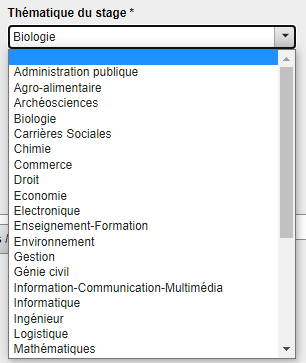 Thématique du stage *
Biologie
Administration publique
Agro-alimentaire
Archéosciences
Biologie
Carrières Sociales
Chimie
Commerce
Droit
Economie
Electronique
Enseignement-Formation
Environnement
Gestion
Génie civil
Information-Communication-Multimédia
Informatique
Ingénieur
Logistique
Mathématiques
s /